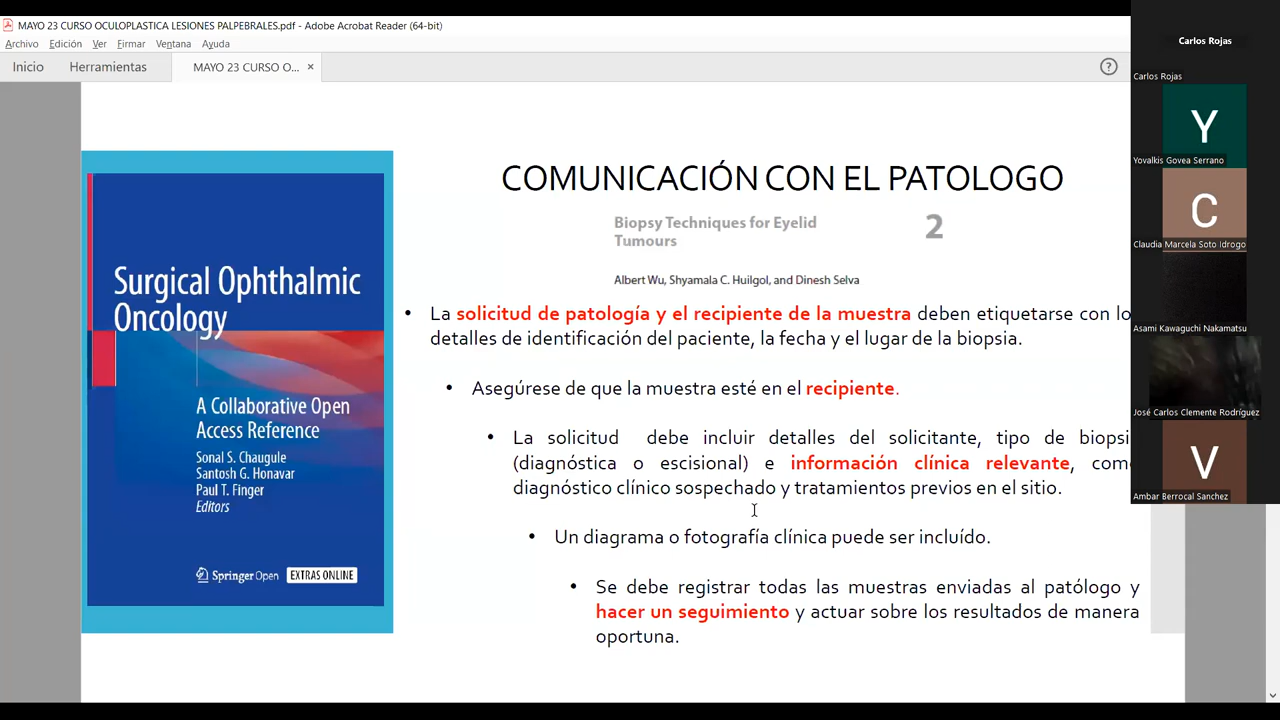 MAYO 23 CURSO OCULOPLASTICA LESIONES PALPEBRALES.pdf - Adobe Acrobat Reader (64-bit)
Archivo Edición Ver Firmar Ventana Ayuda
Inicio Herramientas MAYO 23 CURSO O... × ?
COMUNICACIÓN CON EL PATOLOGO
Biopsy Techniques for Eyelid
Tumours
2
Albert Wu, Shyamala C. Huilgol, and Dinesh Selva
• La solicitud de patología y el recipiente de la muestra deben etiquetarse con lo
detalles de identificación del paciente, la fecha y el lugar de la biopsia.
• Asegúrese de que la muestra esté en el recipiente.
• La solicitud debe incluir detalles del solicitante, tipo de biopsi
(diagnóstica o escisional) e información clínica relevante, com
diagnóstico clínico sospechado y tratamientos previos en el sitio.
• Un diagrama o fotografía clínica puede ser incluído.
• Se debe registrar todas las muestras enviadas al patólogo y
hacer un seguimiento y actuar sobre los resultados de manera
oportuna.
Surgical Ophthalmic
Oncology
A Collaborative Open
Access Reference
Sonal S. Chaugule
Santosh G. Honavar
Paul T. Finger
Editors
Springer Open EXTRAS ONLINE
Carlos Rojas
Carlos Rojas
Y
Yovalkis Govea Serrano
C
Claudia Marcela Soto Idrogo
Asami Kawaguchi Nakamatsu
José Carlos Clemente Rodríguez
V
Ambar Berrocal Sanchez